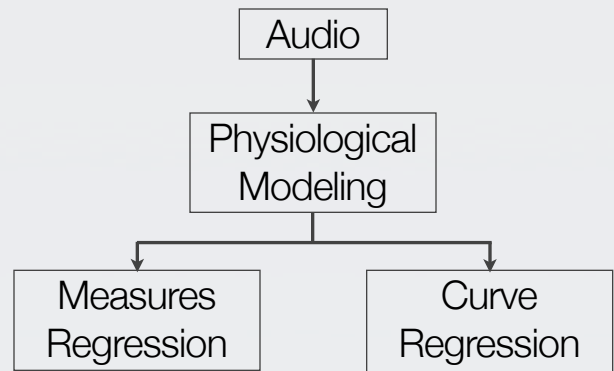 Audio
Physiological
Modeling
Measures
Regression
Curve
Regression